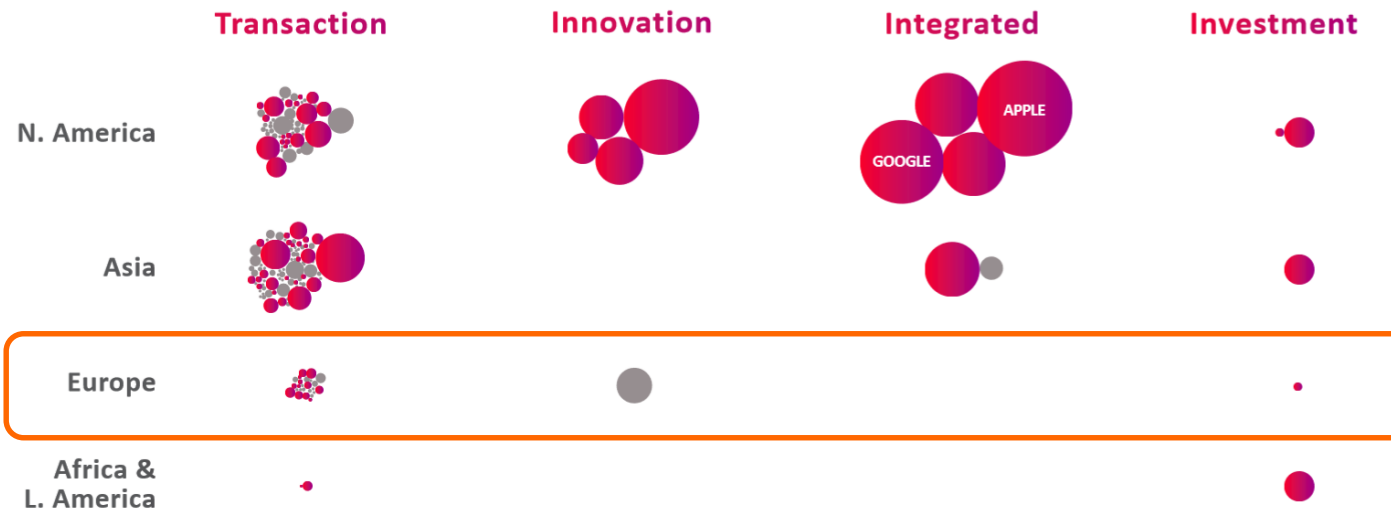 Transaction Innovation Integrated Investment
N. America
APPLE
GOOGLE
Asia
Europe
Africa &
L. America